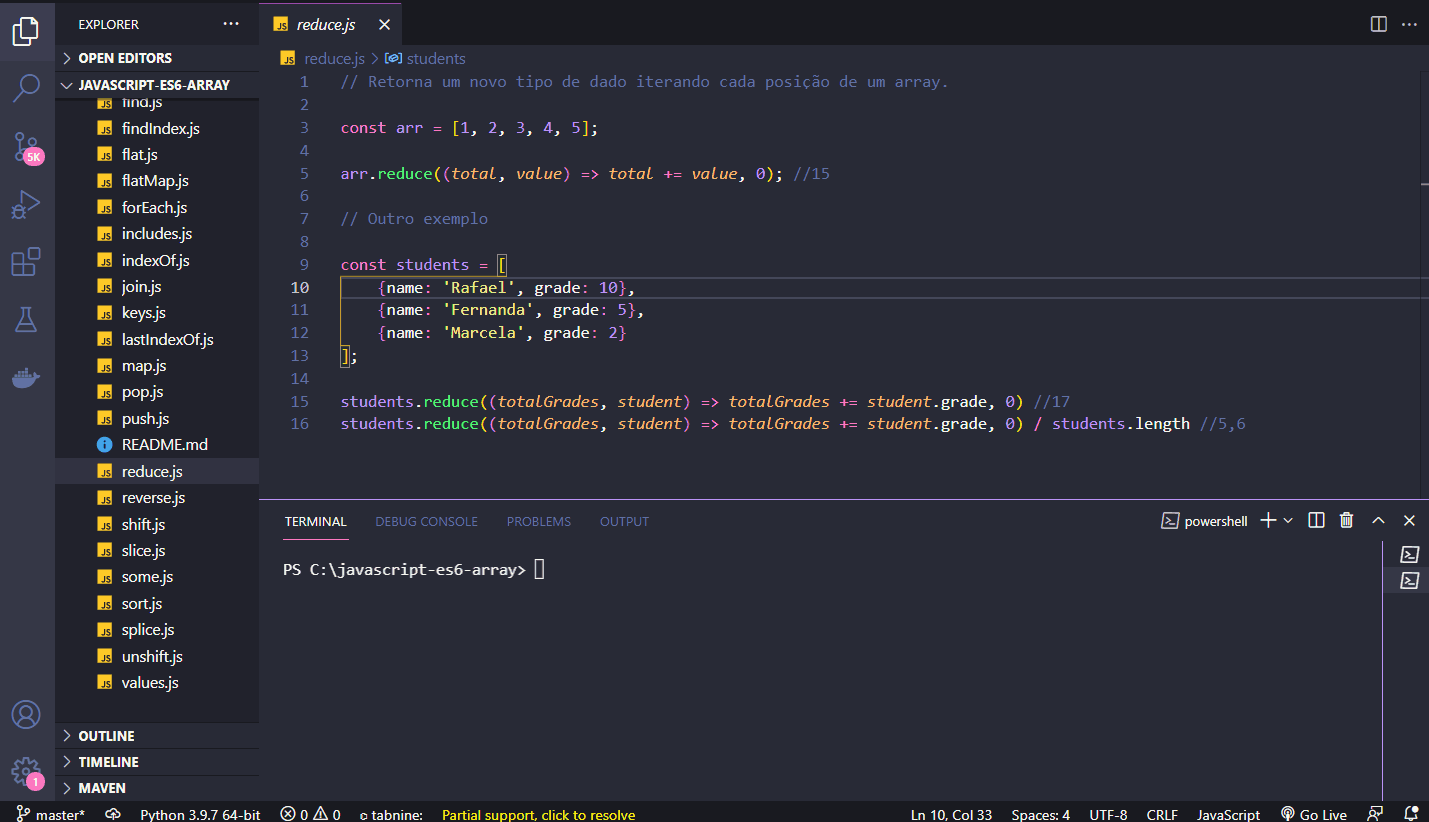 EXPLORER
OPEN EDITORS
JAVASCRIPT-ES6-ARRAY
find.js
findIndex.js
flat.js
flatMap.js
forEach.js
includes.js
indexOf.js
join.js
keys.js
lastIndexOf.js
map.js
pop.js
push.js
README.md
reduce.js
reverse.js
shift.js
slice.js
some.js
sort.js
splice.js
unshift.js
values.js
OUTLINE
TIMELINE
MAVEN
5K
1
JS reduce.js
JS reduce.js > students
1 // Retorna um novo tipo de dado iterando cada posição de um array.
2
3 const arr = [1, 2, 3, 4, 5];
4
5 arr.reduce((total, value) => total += value, 0); //15
6
7 // Outro exemplo
8
9 const students = [
10 {name: 'Rafael', grade: 10},
11 {name: 'Fernanda', grade: 5},
12 {name: 'Marcela', grade: 2}
13 ];
14
15 students.reduce((totalGrades, student) => totalGrades += student.grade, 0) //17
16 students.reduce((totalGrades, student) => totalGrades += student.grade, 0) / students.length //5,6
TERMINAL DEBUG CONSOLE PROBLEMS OUTPUT powershell
PS C:\javascript-es6-array>
master* Python 3.9.7 64-bit 0 0 tabnine: Partial support, click to resolve Ln 10, Col 33 Spaces: 4 UTF-8 CRLF JavaScript Go Live